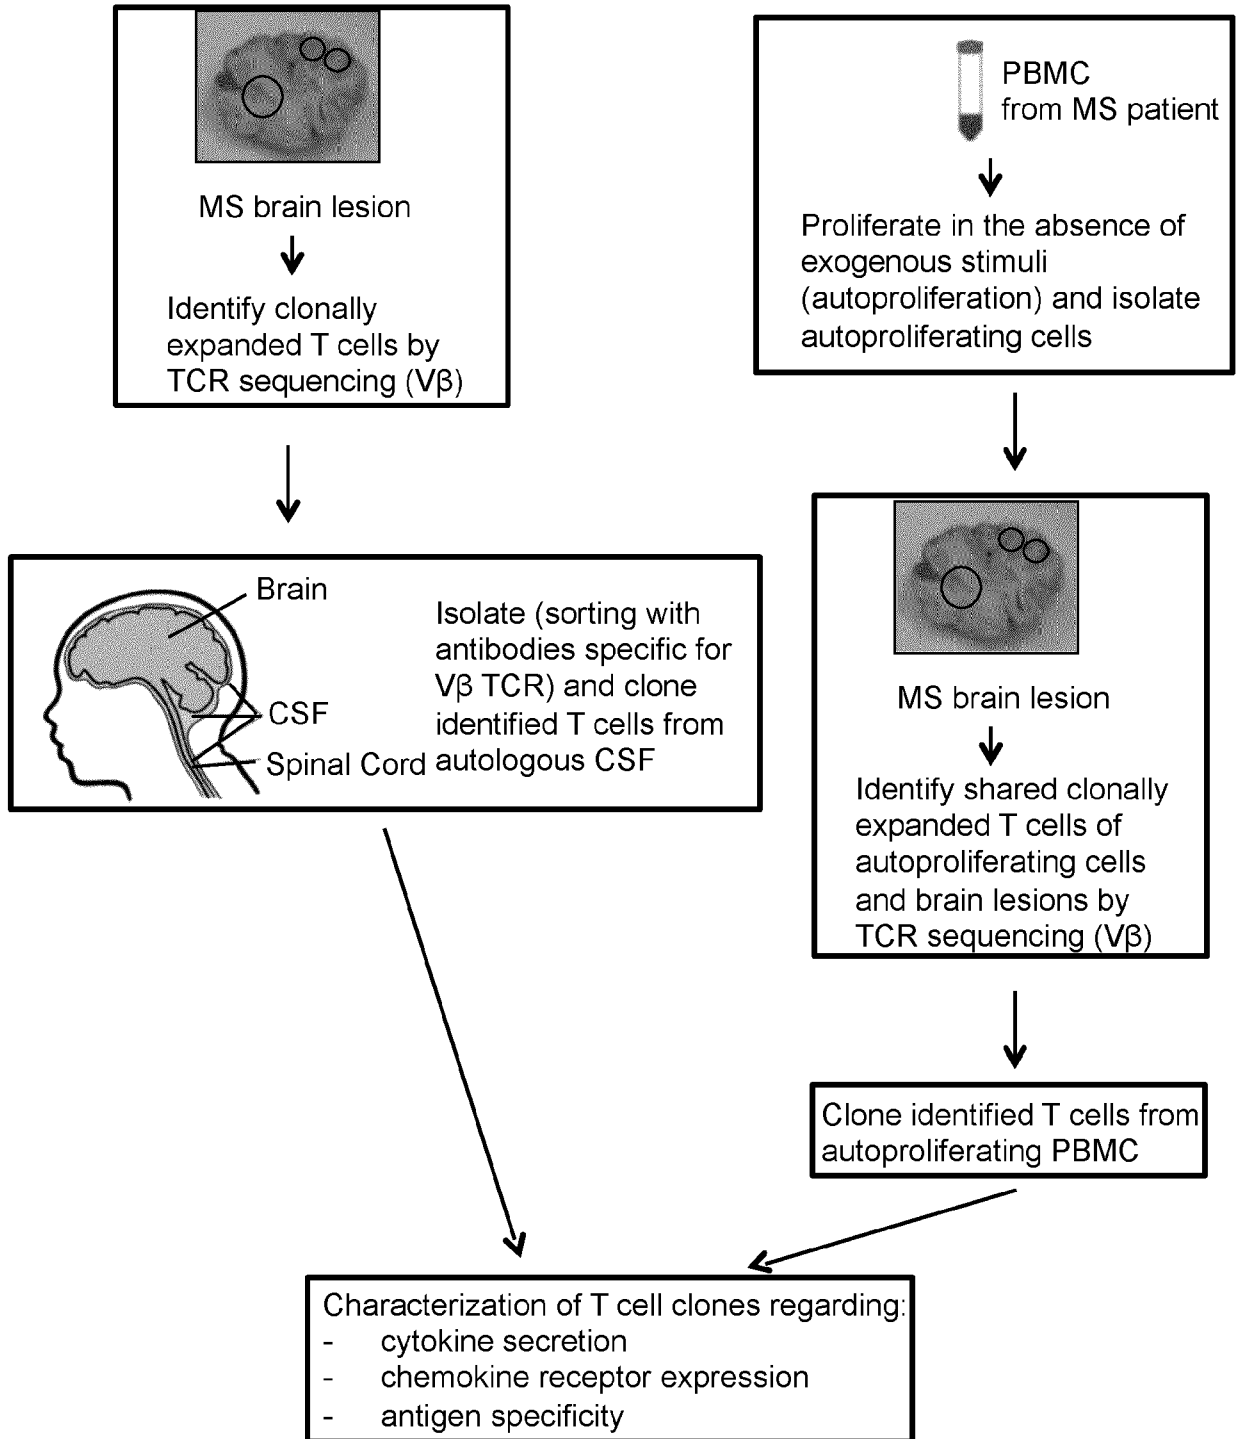 MS brain lesion
Identify clonally
expanded T cells by
TCR sequencing (Vβ)
Brain
CSF
Spinal Cord
Isolate (sorting with
antibodies specific for
Vβ TCR) and clone
identified T cells from
autologous CSF
PBMC
from MS patient
Proliferate in the absence of
exogenous stimuli
(autoproliferation) and isolate
autoproliferating cells
MS brain lesion
Identify shared clonally
expanded T cells of
autoproliferating cells
and brain lesions by
TCR sequencing (Vβ)
Clone identified T cells from
autoproliferating PBMC
Characterization of T cell clones regarding:
- cytokine secretion
- chemokine receptor expression
- antigen specificity